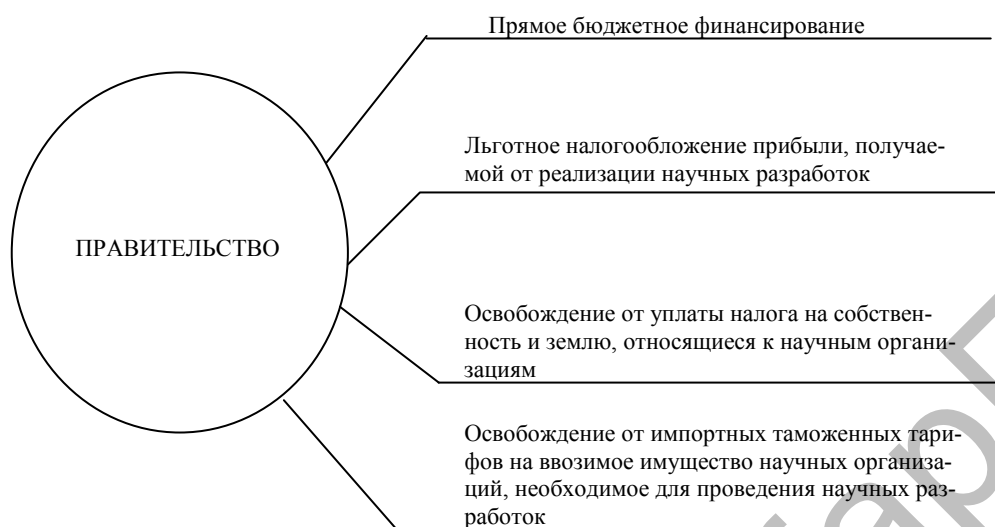 Прямое бюджетное финансирование
Льготное налогообложение прибыли, получае-
мой от реализации научных разработок
ПРАВИТЕЛЬСТВО
Освобождение от уплаты налога на собствен-
ность и землю, относящиеся к научным органи-
зациям
Освобождение от импортных таможенных тари-
фов на ввозимое имущество научных организа-
ций, необходимое для проведения научных раз-
работок